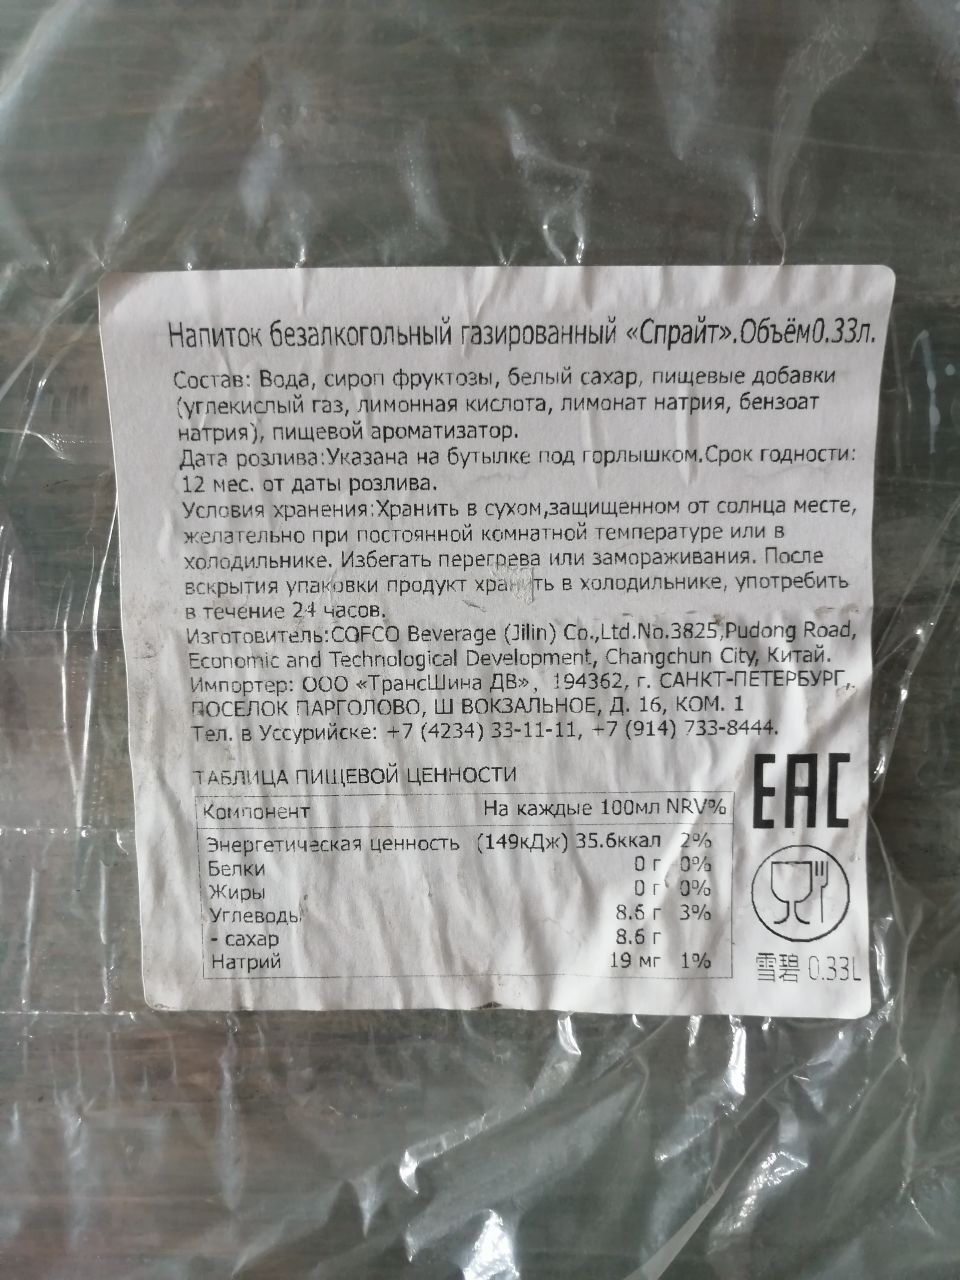 Напиток безалкогольный газированный «Спрайт».Объём0.33л.
Состав: Вода, сироп фруктозы, белый сахар, пищевые добавки
(углекислый газ, лимонная кислота, лимонат натрия, бензоат
натрия), пищевой ароматизатор.
Дата розлива:Указана на бутылке под горлышком.Срок годности:
12 мес. от даты розлива.
Условия хранения:Хранить в сухом,защищенном от солнца месте,
желательно при постоянной комнатной температуре или в
холодильнике. Избегать перегрева или замораживания. После
вскрытия упаковки продукт хранить в холодильнике, употребить
в течение 24 часов.
Изготовитель:COFCO Beverage (Jilin) Co.,Ltd.No.3825,Pudong Road,
Economic and Technological Development, Changchun City, Китай.
Импортер: ООО «ТрансШина ДВ», 194362, г. САНКТ-ПЕТЕРБУРГ,
ПОСЕЛОК ПАРГОЛОВО, Ш ВОКЗАЛЬНОЕ, Д. 16, КОМ. 1
Тел. в Уссурийске: +7 (4234) 33-11-11, +7 (914) 733-8444.
ТАБЛИЦА ПИЩЕВОЙ ЦЕННОСТИ
Компонент На каждые 100мл NRV%
Энергетическая ценность (149кДж) 35.6ккал 2%
Белки 0 г 0%
Жиры 0 г 0%
Углеводы 8.6 г 3%
- сахар 8.6 г
Натрий 19 мг 1%
EAC
雪碧 0.33L